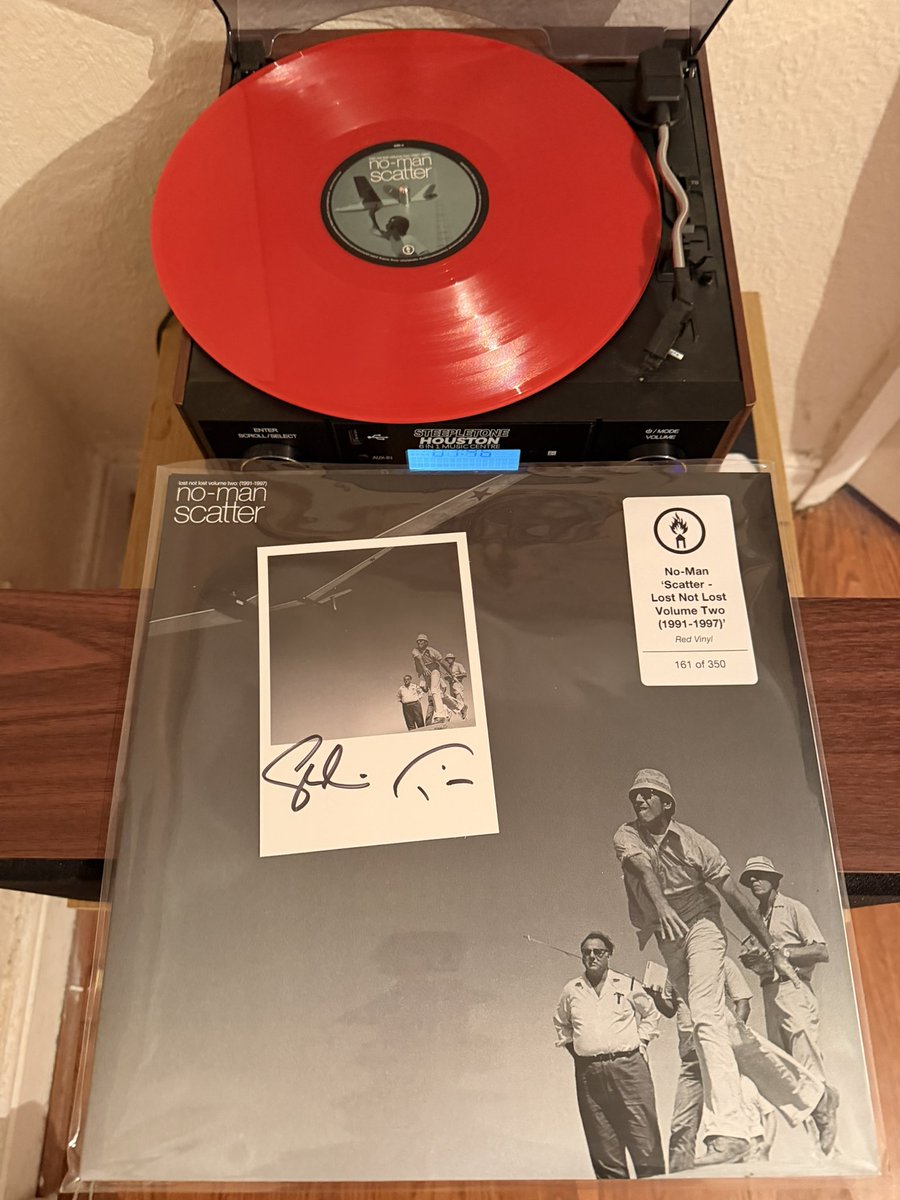 no-man
scatter
ENTER
SCROLL/SELECT
STEEPLETONE
HOUSTON
8 IN 1 MUSIC CENTRE
AUX-IN
/ MODE
VOLUME
lost not lost volume two: (1991-1997)
no-man
scatter
No-Man
‘Scatter -
Lost Not Lost
Volume Two
(1991-1997)’
Red Vinyl
161 of 350